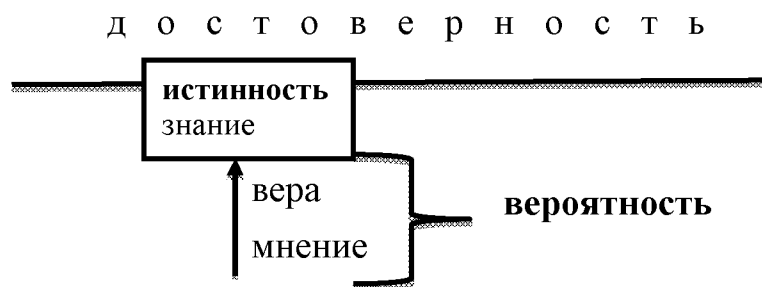 д о с т о в е р н о с т ь
истинность
знание
вера
мнение
вероятность